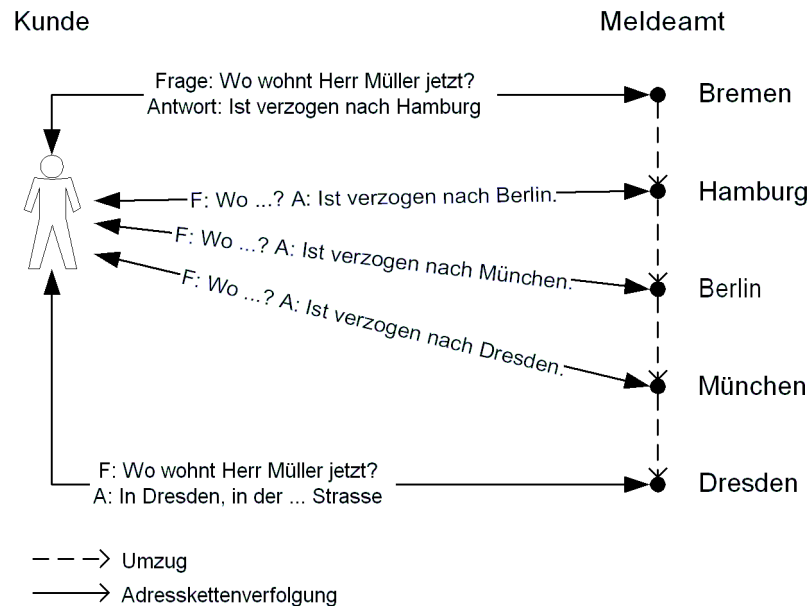 Kunde
Meldeamt
Frage: Wo wohnt Herr Müller jetzt?
Antwort: Ist verzogen nach Hamburg
Bremen
F: Wo ...? A: Ist verzogen nach Berlin.
Hamburg
F: Wo ...? A: Ist verzogen nach München.
Berlin
F: Wo ...? A: Ist verzogen nach Dresden.
München
F: Wo wohnt Herr Müller jetzt?
A: In Dresden, in der ... Strasse
Dresden
Umzug
Adresskettenverfolgung